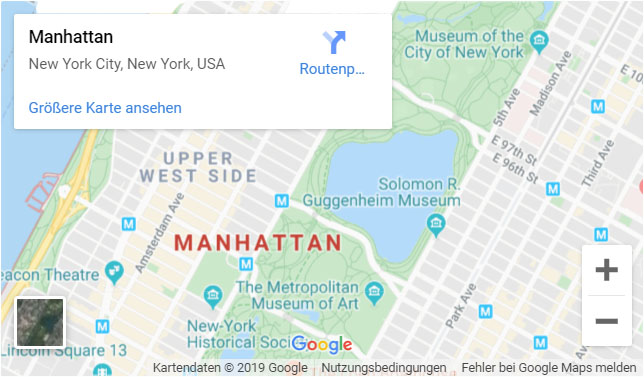 Manhattan
New York City, New York, USA
Routenp...
Größere Karte ansehen
Museum of the
City of New York
5th Ave
Madison Ave
E 97th St
E 96th St
Third Ave
UPPER
WEST SIDE
M
Solomon R.
Guggenheim Museum
M
M
M
Amsterdam Ave
MANHATTAN
eacon Theatre
The Metropolitan
Museum of Art
Park Ave
M
M
New-York
Historical Soci
M
Lincoln Square 13
Google
Kartendaten © 2019 Google
Nutzungsbedingungen
Fehler bei Google Maps melden